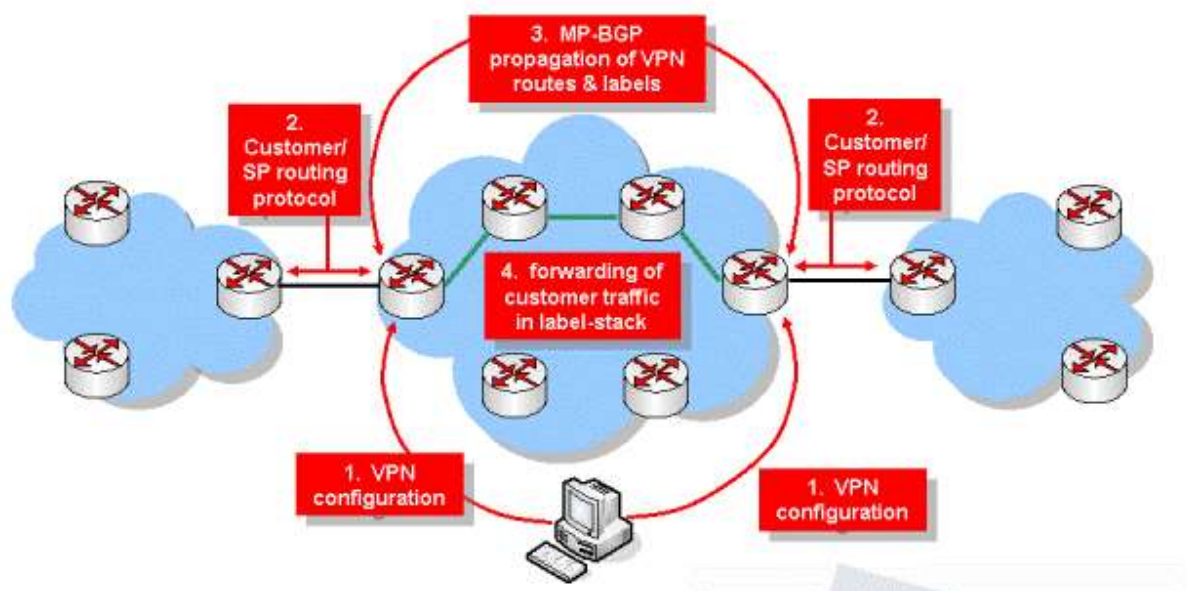 3. MP-BGP
propagation of VPN
routes & labels
2.
Customer/
SP routing
protocol
2.
Customer/
SP routing
protocol
4. forwarding of
customer traffic
in label-stack
1. VPN
configuration
1. VPN
configuration